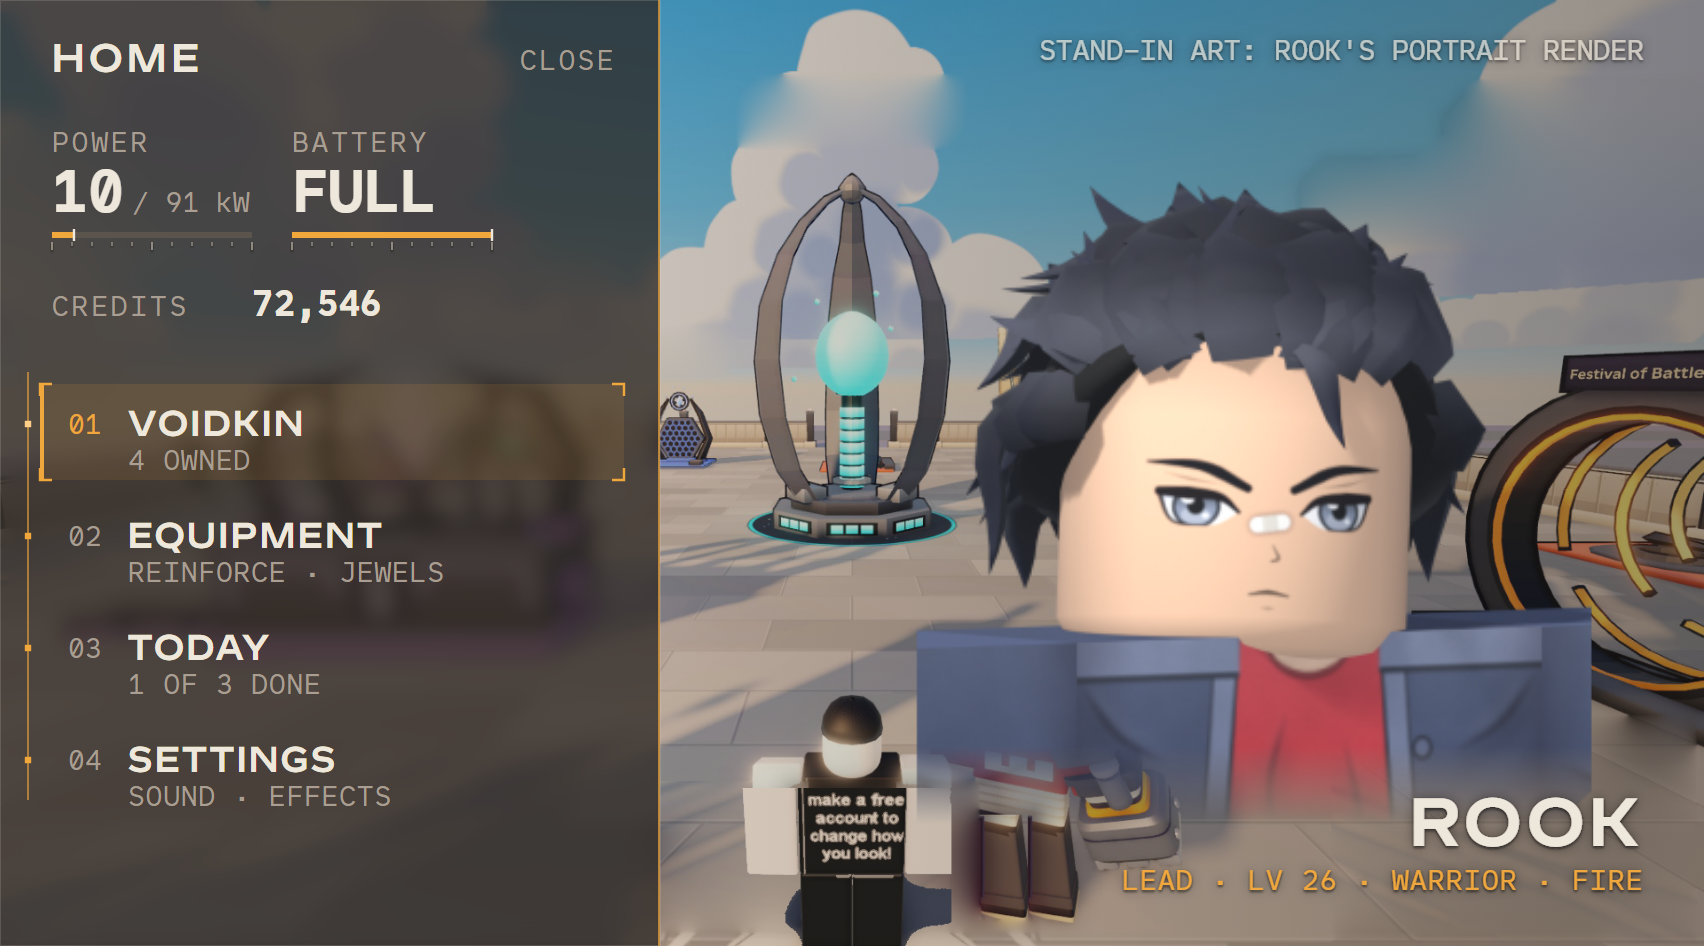 HOME
CLOSE
STAND-IN ART: ROOK'S PORTRAIT RENDER
POWER
BATTERY
10 / 91 kW
FULL
CREDITS 72,546
01 VOIDKIN
4 OWNED
02 EQUIPMENT
REINFORCE · JEWELS
03 TODAY
1 OF 3 DONE
04 SETTINGS
SOUND · EFFECTS
Festival of Battle
make a free
account to
change how
you look!
ROOK
LEAD · LV 26 · WARRIOR · FIRE